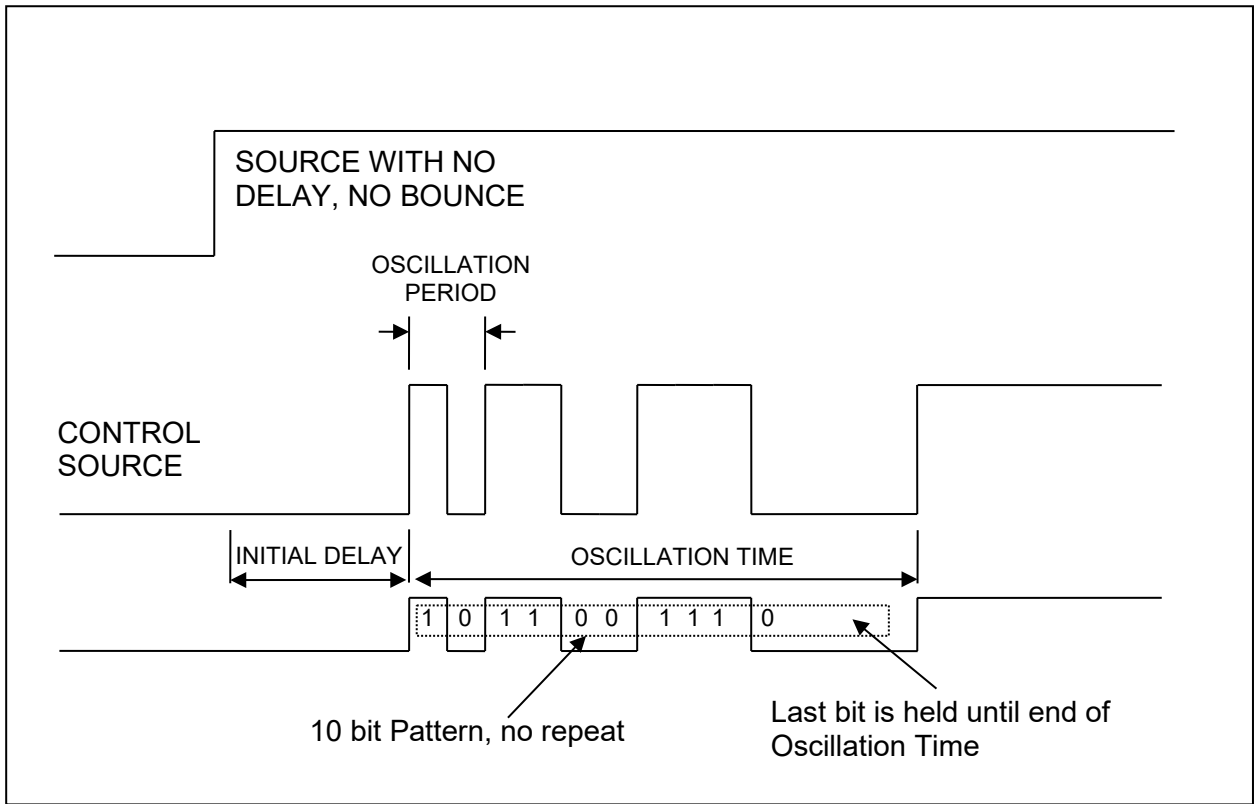 SOURCE WITH NO
DELAY, NO BOUNCE
OSCILLATION
PERIOD
CONTROL
SOURCE
INITIAL DELAY
OSCILLATION TIME
1 0 1 1 0 0 1 1 1 0
10 bit Pattern, no repeat
Last bit is held until end of
Oscillation Time